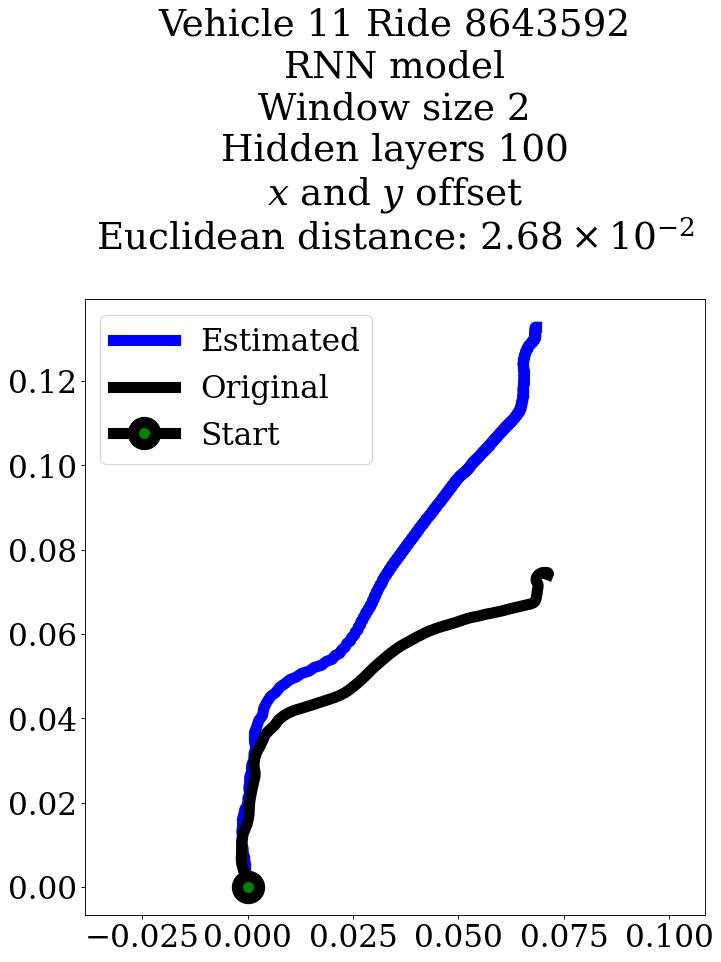 Vehicle 11 Ride 8643592
RNN model
Window size 2
Hidden layers 100
x and y offset
Euclidean distance: 2.68 × 10⁻²
Estimated
Original
Start
0.12
0.10
0.08
0.06
0.04
0.02
0.00
−0.025 0.000 0.025 0.050 0.075 0.100